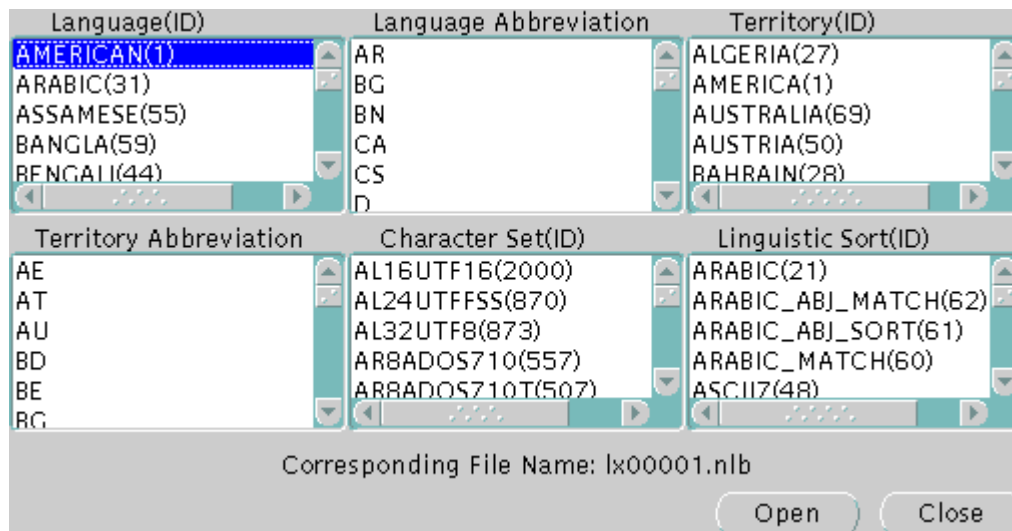 Language(ID)
AMERICAN(1)
ARABIC(31)
ASSAMESE(55)
BANGLA(59)
BENGALI(44)
Language Abbreviation
AR
BG
BN
CA
CS
D
Territory(ID)
ALGERIA(27)
AMERICA(1)
AUSTRALIA(69)
AUSTRIA(50)
BAHRAIN(28)
Territory Abbreviation
AE
AT
AU
BD
BE
BG
Character Set(ID)
AL16UTF16(2000)
AL24UTFFSS(870)
AL32UTF8(873)
AR8ADOS710(557)
AR8ADOS710T(507)
Linguistic Sort(ID)
ARABIC(21)
ARABIC_ABJ_MATCH(62)
ARABIC_ABJ_SORT(61)
ARABIC_MATCH(60)
ASCII7(48)
Corresponding File Name: lx00001.nlb
Open
Close